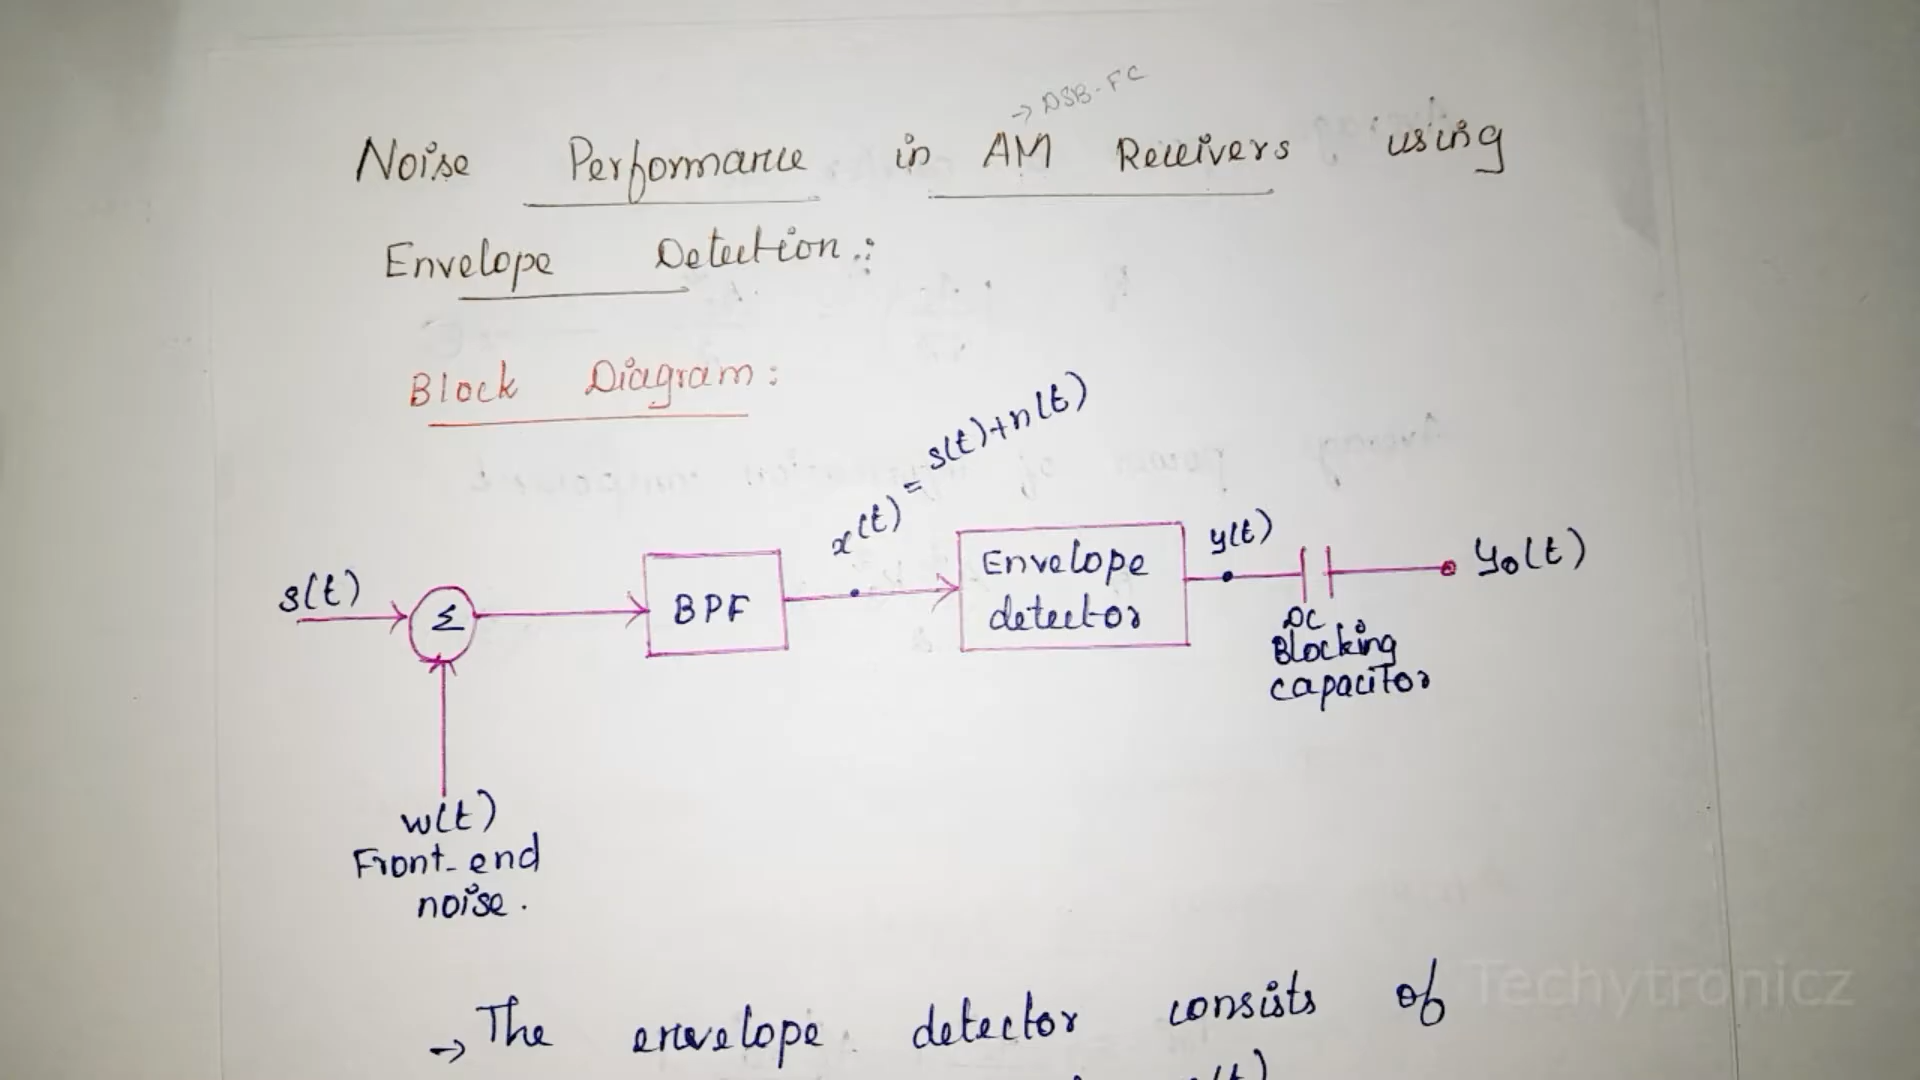 → DSB-FC
Noise Performance in AM Receivers using
Envelope Detection:
Block Diagram:
x(t) = s(t)+n(t)
s(t)
Σ
BPF
Envelope
detector
y(t)
y₀(t)
DC
Blocking
capacitor
w(t)
Front-end
noise.
→ The envelope detector consists of
Techytronicz